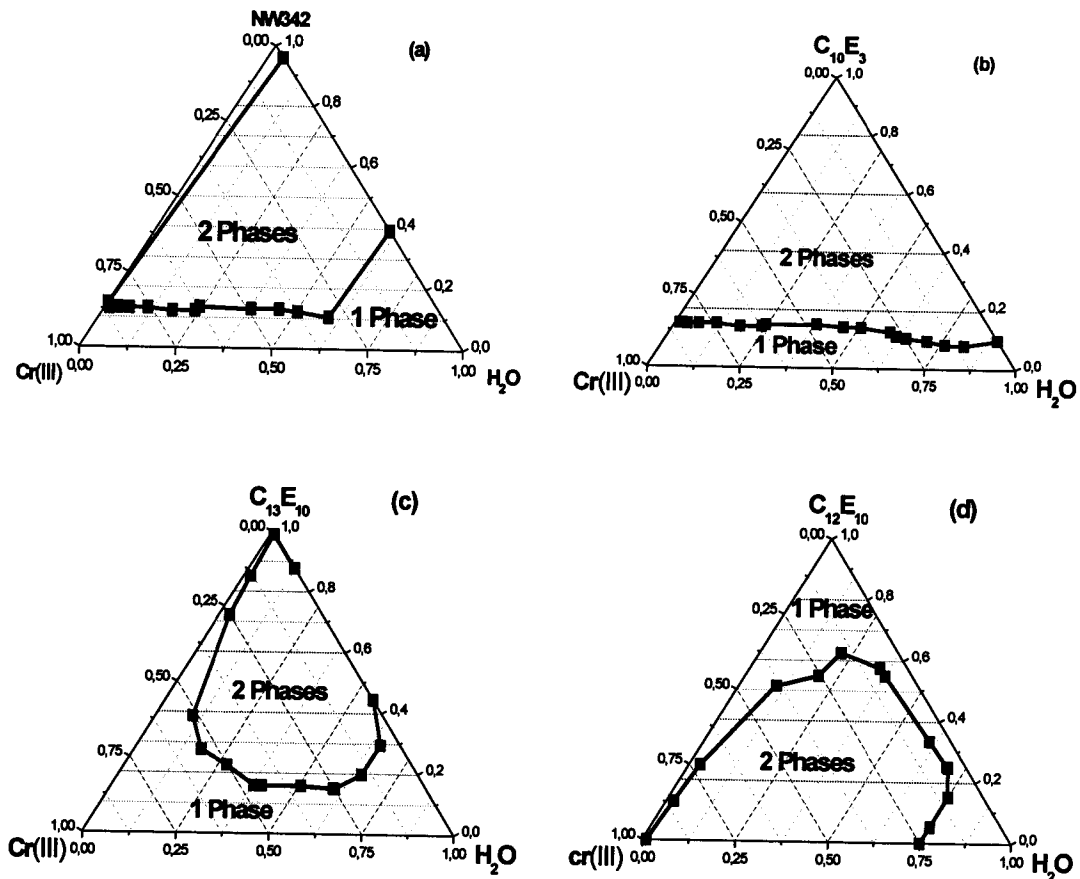 NW342
(a)
0,00 1,0
0,25 0,8
0,50 0,6
2 Phases
0,75 0,4
0,2
1 Phase
1,00 0,0
0,00 0,25 0,50 0,75 1,00
Cr(III) H₂O
C₁₀E₃
(b)
0,00 1,0
0,25 0,8
0,50 0,6
2 Phases
0,75 0,4
0,2
1 Phase
1,00 0,0
0,00 0,25 0,50 0,75 1,00
Cr(III) H₂O
C₁₃E₁₀
(c)
0,00 1,0
0,25 0,8
0,50 0,6
2 Phases
0,75 0,4
0,2
1 Phase
1,00 0,0
0,00 0,25 0,50 0,75 1,00
Cr(III) H₂O
C₁₂E₁₀
(d)
0,00 1,0
0,25 0,8
1 Phase
0,50 0,6
0,75 0,4
2 Phases
0,2
1,00 0,0
0,00 0,25 0,50 0,75 1,00
cr(III) H₂O